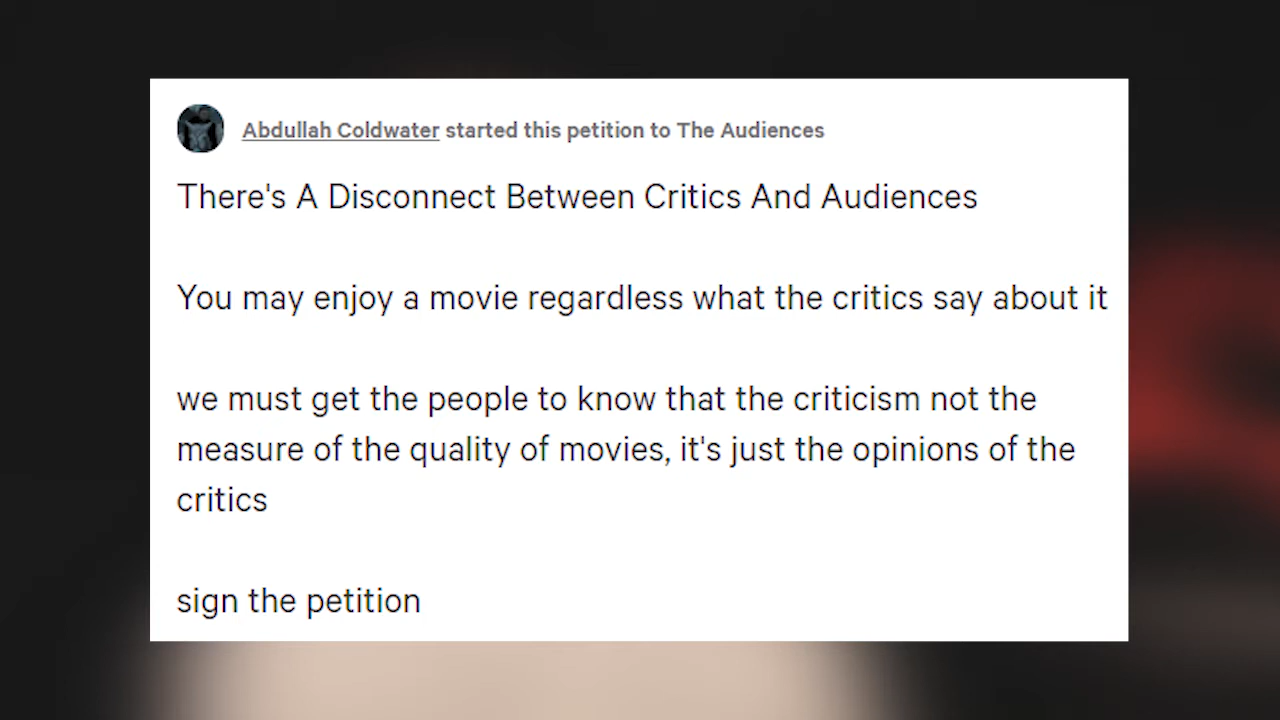 Abdullah Coldwater started this petition to The Audiences
There's A Disconnect Between Critics And Audiences
You may enjoy a movie regardless what the critics say about it
we must get the people to know that the criticism not the
measure of the quality of movies, it's just the opinions of the
critics
sign the petition